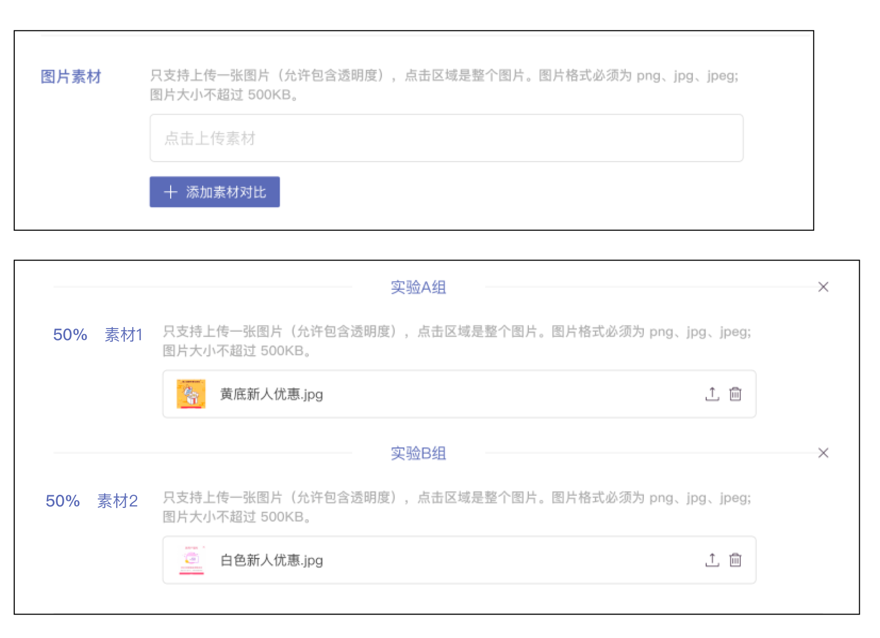 图片素材
只支持上传一张图片（允许包含透明度），点击区域是整个图片。图片格式必须为 png、jpg、jpeg;
图片大小不超过 500KB。
点击上传素材
添加素材对比
实验A组
50% 素材1
只支持上传一张图片（允许包含透明度），点击区域是整个图片。图片格式必须为 png、jpg、jpeg;
图片大小不超过 500KB。
黄底新人优惠.jpg
实验B组
50% 素材2
只支持上传一张图片（允许包含透明度），点击区域是整个图片。图片格式必须为 png、jpg、jpeg;
图片大小不超过 500KB。
白色新人优惠.jpg